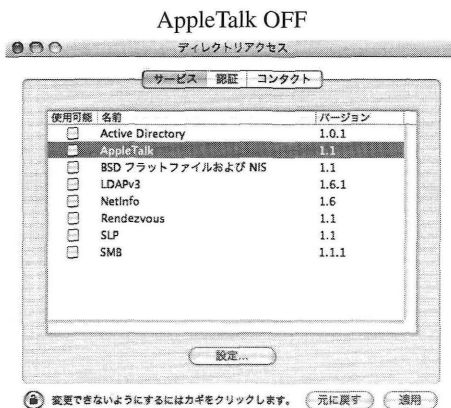 AppleTalk OFF
ディレクトリアクセス
サービス 認証 コンタクト
使用可能 名前 バージョン
Active Directory 1.0.1
AppleTalk 1.1
BSD フラットファイルおよび NIS 1.1
LDAPv3 1.6.1
NetInfo 1.6
Rendezvous 1.1
SLP 1.1
SMB 1.1.1
設定...
変更できないようにするにはカギをクリックします。 元に戻す 適用